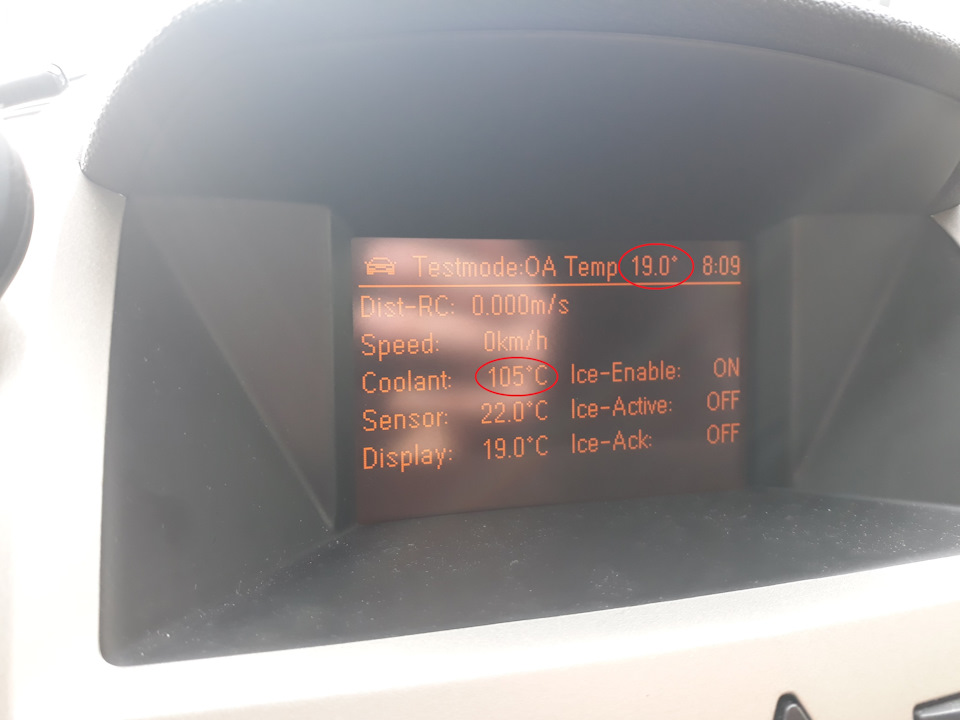 Testmode:OA Temp 19.0° 8:09
Dist-RC: 0.000m/s
Speed: 0km/h
Coolant: 105°C Ice-Enable: ON
Sensor: 22.0°C Ice-Active: OFF
Display: 19.0°C Ice-Ack: OFF